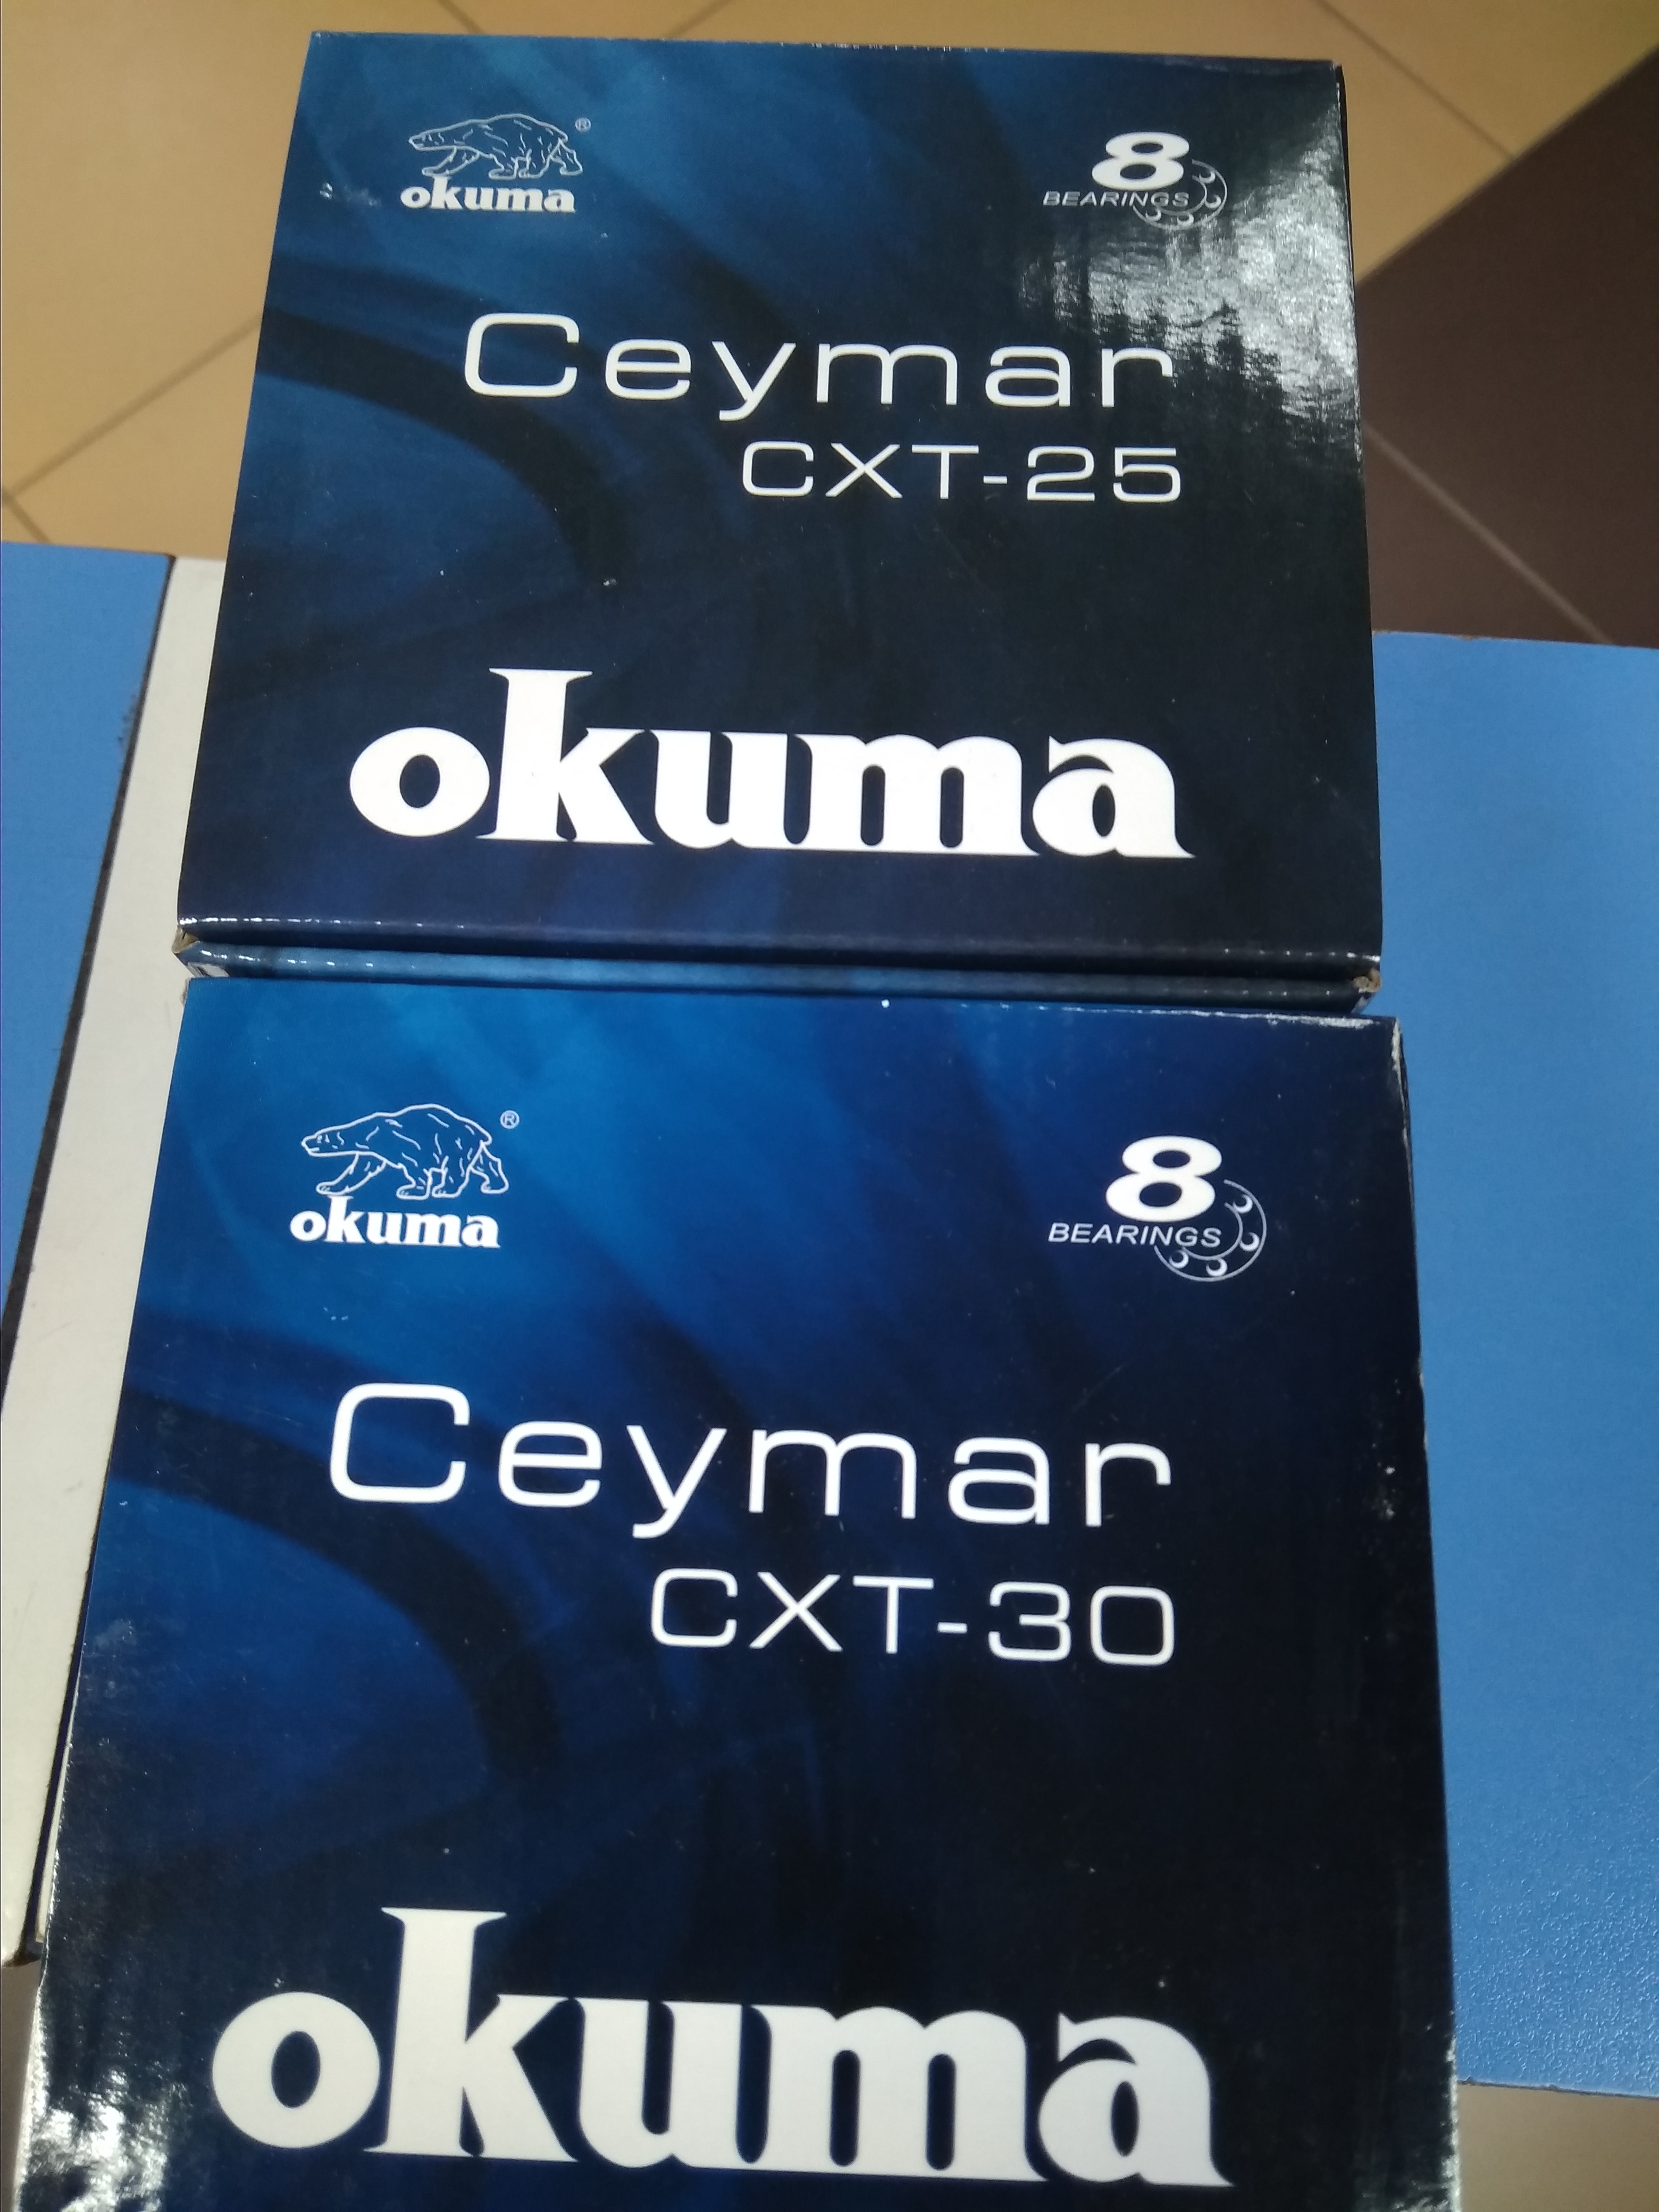 okuma ®
8
BEARINGS
Ceymar
CXT-25
okuma
okuma ®
8
BEARINGS
Ceymar
CXT-30
okuma